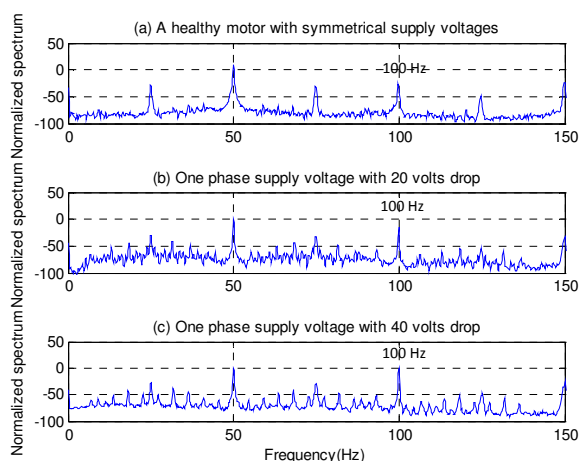 (a) A healthy motor with symmetrical supply voltages
Normalized spectrum
50
0
-50
-100
100 Hz
0
50
100
150
(b) One phase supply voltage with 20 volts drop
Normalized spectrum
50
0
-50
-100
100 Hz
0
50
100
150
(c) One phase supply voltage with 40 volts drop
Normalized spectrum
50
0
-50
-100
100 Hz
0
50
100
150
Frequency(Hz)